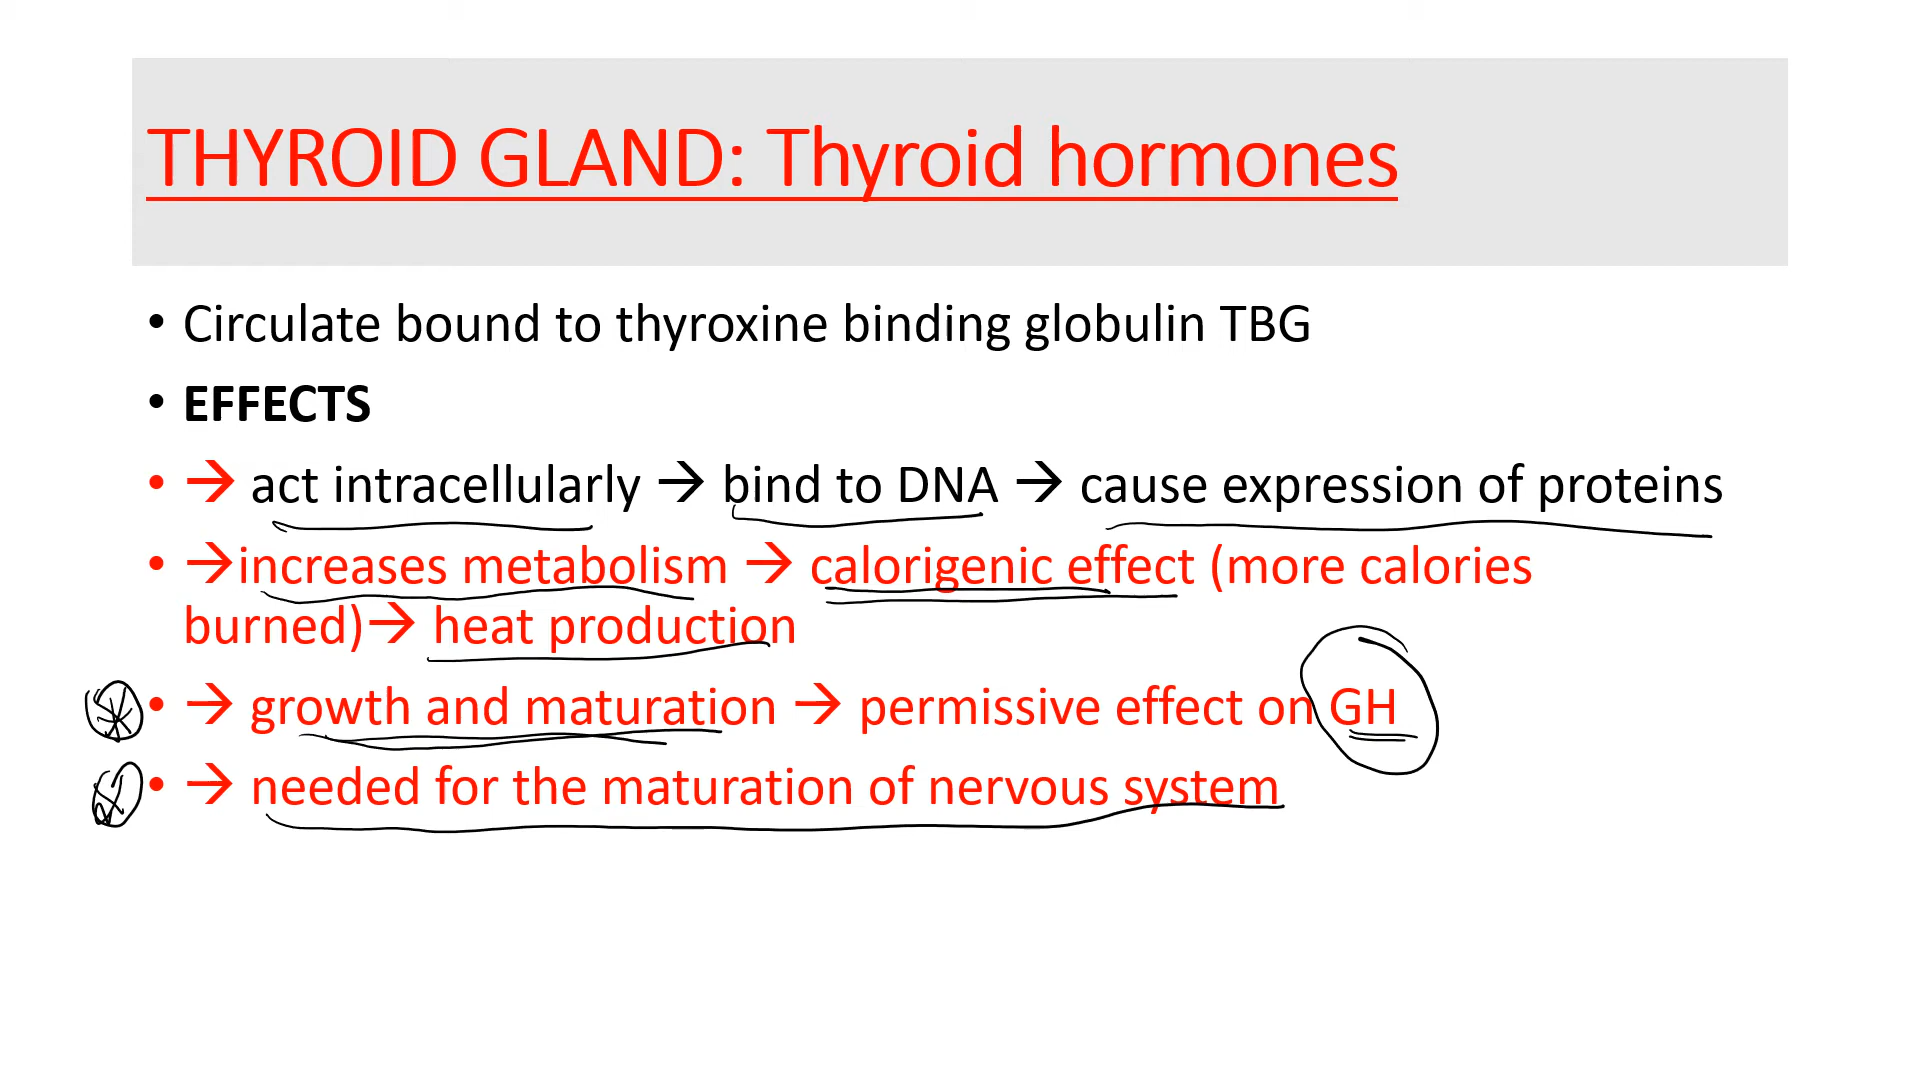 THYROID GLAND: Thyroid hormones
• Circulate bound to thyroxine binding globulin TBG
• EFFECTS
• → act intracellularly → bind to DNA → cause expression of proteins
• →increases metabolism → calorigenic effect (more calories
burned)→ heat production
• → growth and maturation → permissive effect on GH
• → needed for the maturation of nervous system